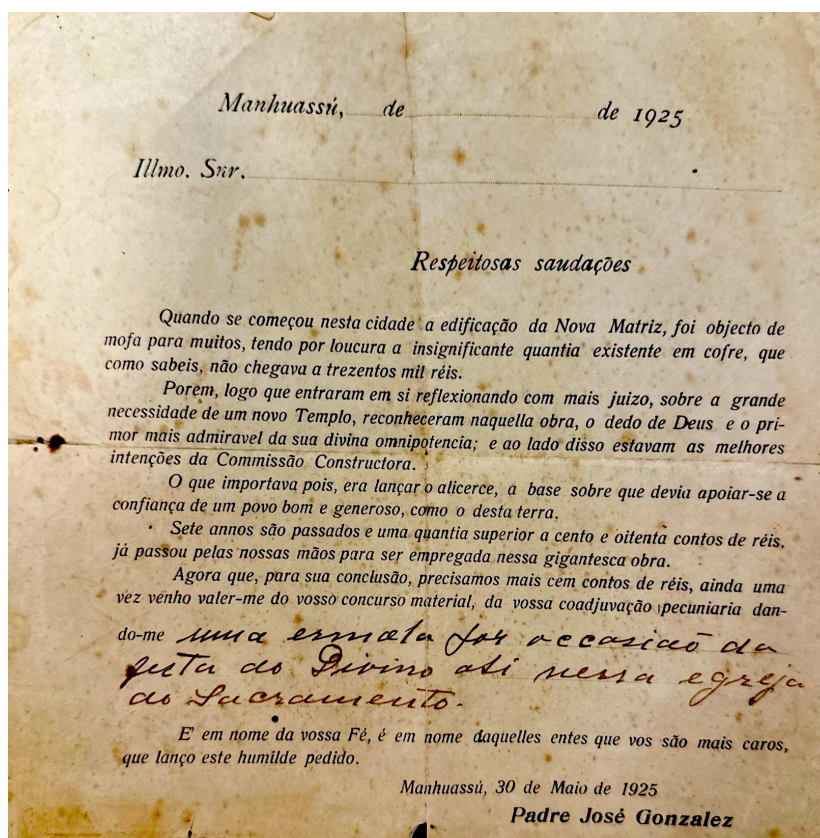 Manhuassú, de de 1925
Illmo. Snr.
Respeitosas saudações
Quando se começou nesta cidade a edificação da Nova Matriz, foi objecto de
mofa para muitos, tendo por loucura a insignificante quantia existente em cofre, que
como sabeis, não chegava a trezentos mil réis.
Porem, logo que entraram em si reflexionando com mais juizo, sobre a grande
necessidade de um novo Templo, reconheceram naquella obra, o dedo de Deus e o pri-
mor mais admiravel da sua divina omnipotencia; e ao lado disso estavam as melhores
intenções da Commissão Constructora.
O que importava pois, era lançar o alicerce, a base sobre que devia apoiar-se a
confiança de um povo bom e generoso, como o desta terra.
Sete annos são passados e uma quantia superior a cento e oitenta contos de réis,
já passou pelas nossas mãos para ser empregada nessa gigantesca obra.
Agora que, para sua conclusão, precisamos mais cem contos de réis, ainda uma
vez venho valer-me do vosso concurso material, da vossa coadjuvação pecuniaria dan-
do-me uma esmola por occasião da
festa do Divino ahi nessa egreja
do Sacramento.
E' em nome da vossa Fé, é em nome daquelles entes que vos são mais caros,
que lanço este humilde pedido.
Manhuassú, 30 de Maio de 1925
Padre José Gonzalez